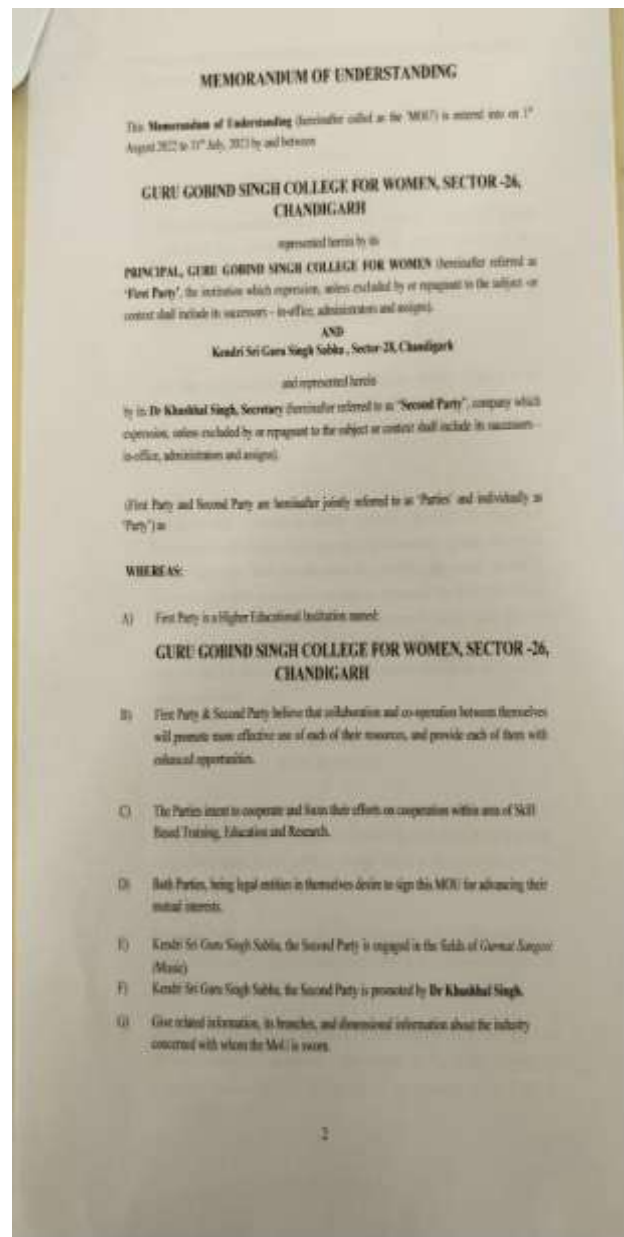 MEMORANDUM OF UNDERSTANDING
This Memorandum of Understanding (hereinafter called as the 'MOU') is entered into on 1st
August 2022 to 31st July, 2023 by and between
GURU GOBIND SINGH COLLEGE FOR WOMEN, SECTOR -26,
CHANDIGARH
represented herein by its
PRINCIPAL, GURU GOBIND SINGH COLLEGE FOR WOMEN (hereinafter referred as
'First Party', the institution which expression, unless excluded by or repugnant to the subject or
context shall include its successors – in-office, administrators and assigns).
AND
Kendri Sri Guru Singh Sabha , Sector-28, Chandigarh
and represented herein
by its Dr Khushhal Singh, Secretary (hereinafter referred to as "Second Party", company which
expression, unless excluded by or repugnant to the subject or context shall include its successors –
in-office, administrators and assigns).
(First Party and Second Party are hereinafter jointly referred to as 'Parties' and individually as
'Party') as
WHEREAS:
A) First Party is a Higher Educational Institution named:
GURU GOBIND SINGH COLLEGE FOR WOMEN, SECTOR -26,
CHANDIGARH
B) First Party & Second Party believe that collaboration and co-operation between themselves
will promote more effective use of each of their resources, and provide each of them with
enhanced opportunities.
C) The Parties intent to cooperate and focus their efforts on cooperation within area of Skill
Based Training, Education and Research.
D) Both Parties, being legal entities in themselves desire to sign this MOU for advancing their
mutual interests.
E) Kendri Sri Guru Singh Sabha, the Second Party is engaged in the fields of Gurmat Sangeet
(Music)
F) Kendri Sri Guru Singh Sabha, the Second Party is promoted by Dr Khushhal Singh.
G) Give related information, its branches, and dimensional information about the industry
concerned with whom the MoU is sworn.
2